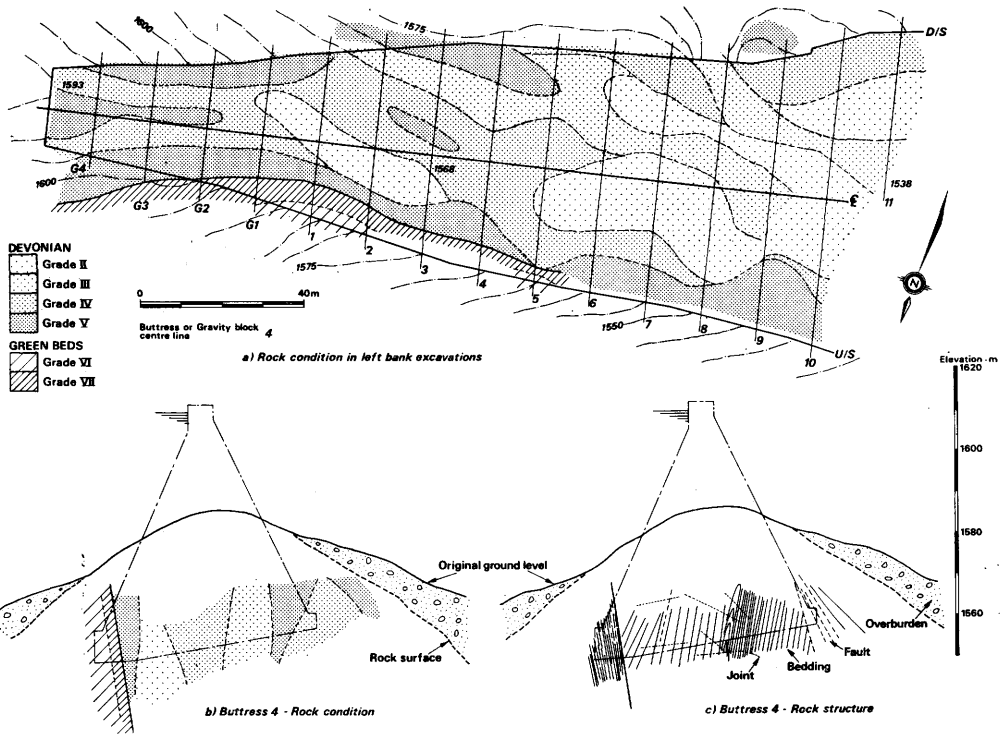 1600
1575
D/S
1593
1568
1538
11
G4
1600
G3
G2
G1
1
2
1575
3
4
5
6
1550
7
8
9
10
U/S
℄
N
DEVONIAN
Grade II
Grade III
Grade IV
Grade V
GREEN BEDS
Grade VI
Grade VII
0 40m
Buttress or Gravity block
centre line 4
a) Rock condition in left bank excavations
Elevation - m
1620
1600
1580
1560
Original ground level
Rock surface
Overburden
Fault
Bedding
Joint
b) Buttress 4 - Rock condition
c) Buttress 4 - Rock structure